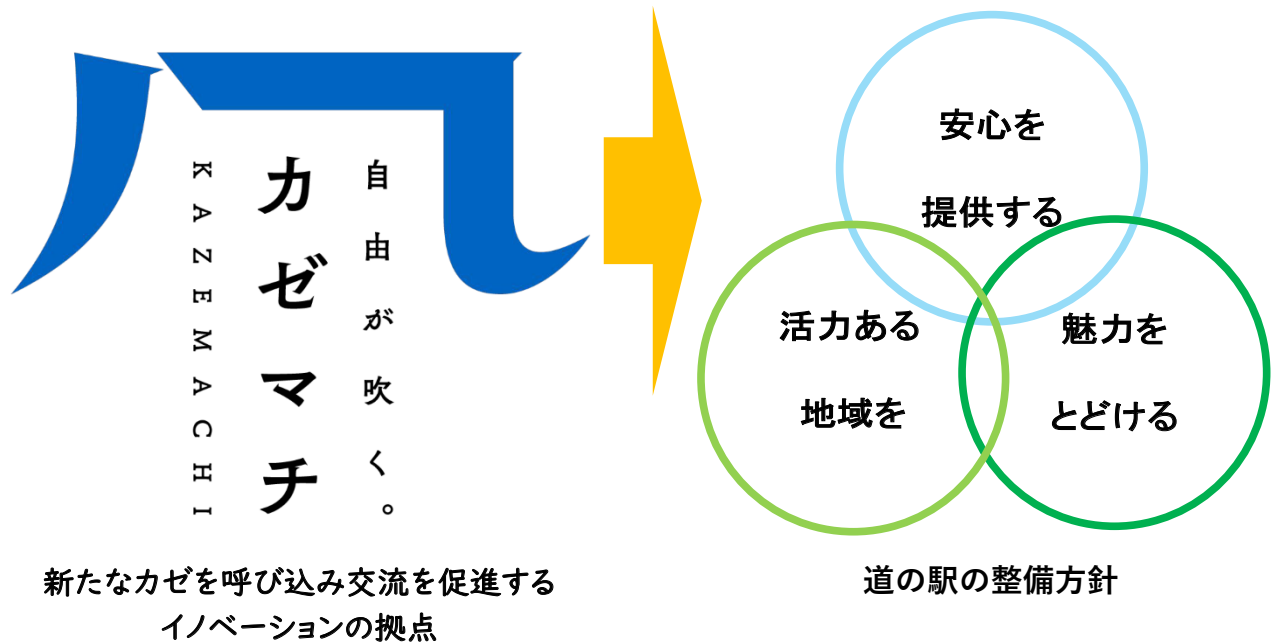 自由が吹く。
カゼマチ
KAZEMACHI
新たなカゼを呼び込み交流を促進する
イノベーションの拠点
安心を
提供する
活力ある
地域を
魅力を
とどける
道の駅の整備方針